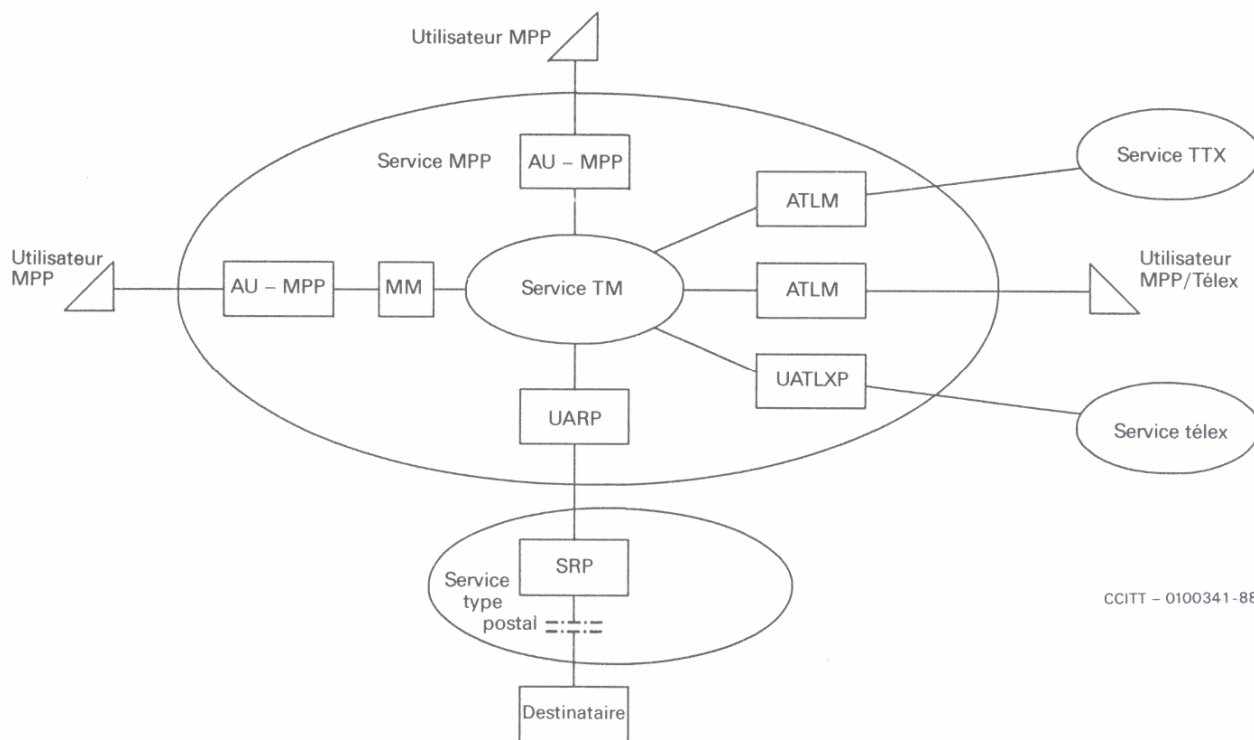 Utilisateur MPP
Service MPP
AU – MPP
Service TTX
ATLM
Utilisateur
MPP
AU – MPP
MM
Service TM
ATLM
Utilisateur
MPP/Télex
UATLXP
UARP
Service télex
SRP
Service
type
postal
CCITT – 0100341-88
Destinataire